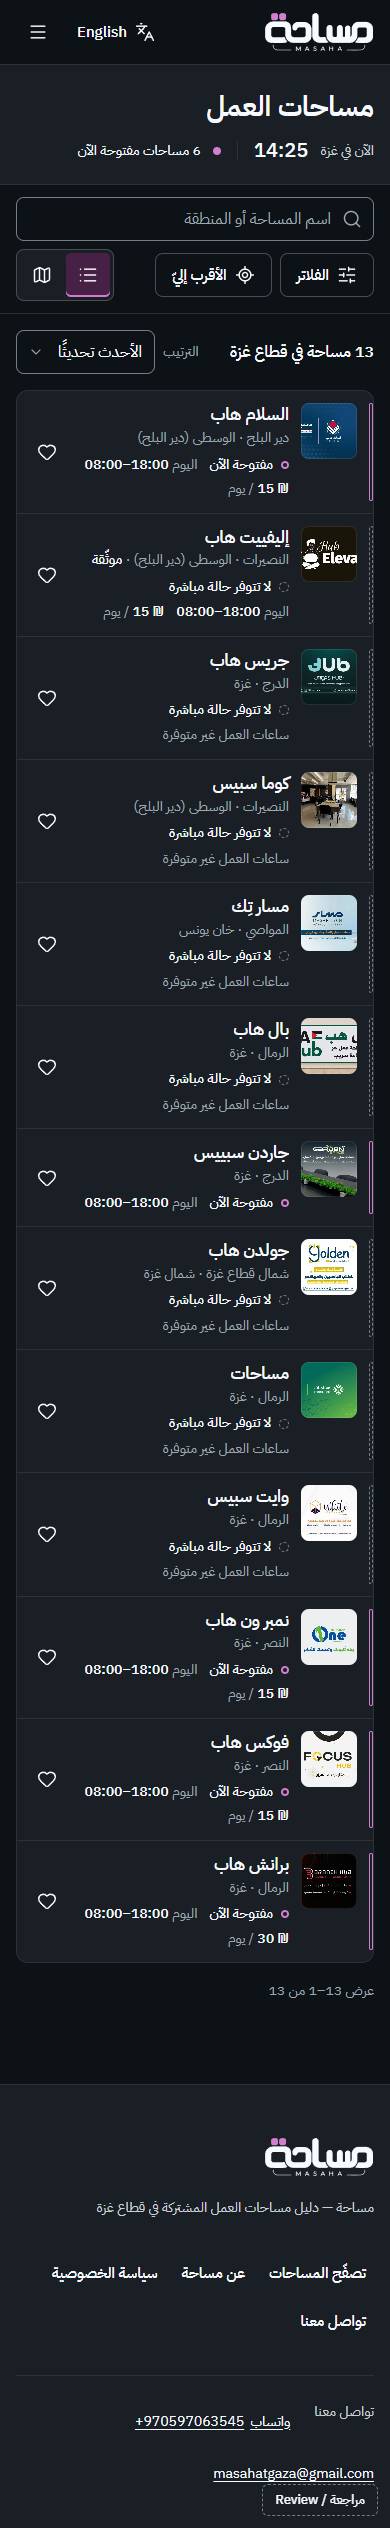 مساحة
MASAHA
English
مساحات العمل
الآن في غزة 14:25 6 مساحات مفتوحة الآن
اسم المساحة أو المنطقة
الفلاتر
الأقرب إليّ
13 مساحة في قطاع غزة
الترتيب
الأحدث تحديثًا
السلام هاب
دير البلح · الوسطى (دير البلح)
مفتوحة الآن اليوم 08:00–18:00
₪ 15 / يوم
إليفييت هاب
النصيرات · الوسطى (دير البلح) · موثّقة
لا تتوفر حالة مباشرة
اليوم 08:00–18:00 ₪ 15 / يوم
Hub
Eleva
جريس هاب
الدرج · غزة
لا تتوفر حالة مباشرة
ساعات العمل غير متوفرة
كوما سبيس
النصيرات · الوسطى (دير البلح)
لا تتوفر حالة مباشرة
ساعات العمل غير متوفرة
مسار تِك
المواصي · خان يونس
لا تتوفر حالة مباشرة
ساعات العمل غير متوفرة
مسار
بال هاب
الرمال · غزة
لا تتوفر حالة مباشرة
ساعات العمل غير متوفرة
جاردن سبيس
الدرج · غزة
مفتوحة الآن اليوم 08:00–18:00
جولدن هاب
شمال قطاع غزة · شمال غزة
لا تتوفر حالة مباشرة
ساعات العمل غير متوفرة
Golden
مساحات
الرمال · غزة
لا تتوفر حالة مباشرة
ساعات العمل غير متوفرة
وايت سبيس
الرمال · غزة
لا تتوفر حالة مباشرة
ساعات العمل غير متوفرة
نمبر ون هاب
النصر · غزة
مفتوحة الآن اليوم 08:00–18:00
₪ 15 / يوم
One
فوكس هاب
النصر · غزة
مفتوحة الآن اليوم 08:00–18:00
₪ 15 / يوم
FOCUS
HUB
برانش هاب
الرمال · غزة
مفتوحة الآن اليوم 08:00–18:00
₪ 30 / يوم
عرض 13–1 من 13
مساحة
MASAHA
مساحة — دليل مساحات العمل المشتركة في قطاع غزة
تصفّح المساحات
عن مساحة
سياسة الخصوصية
تواصل معنا
تواصل معنا
واتساب +970597063545
masahatgaza@gmail.com
مراجعة / Review